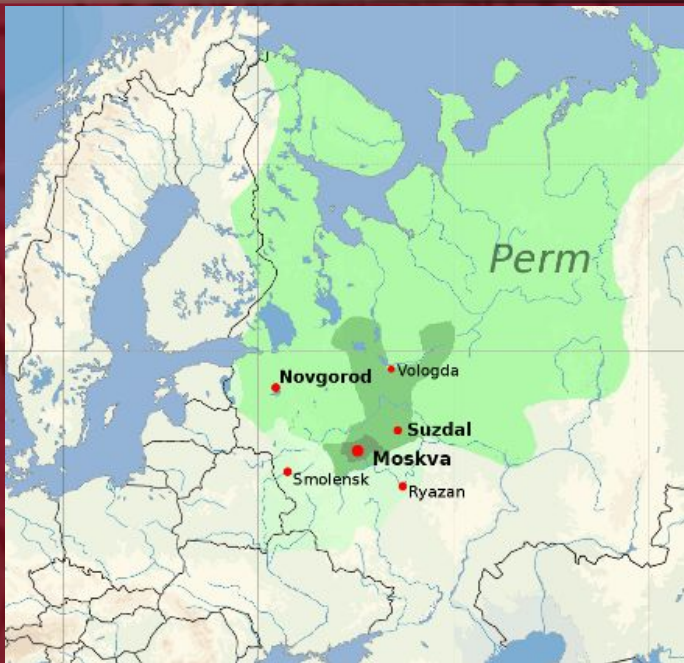 Perm
Vologda
Novgorod
Suzdal
Moskva
Smolensk
Ryazan